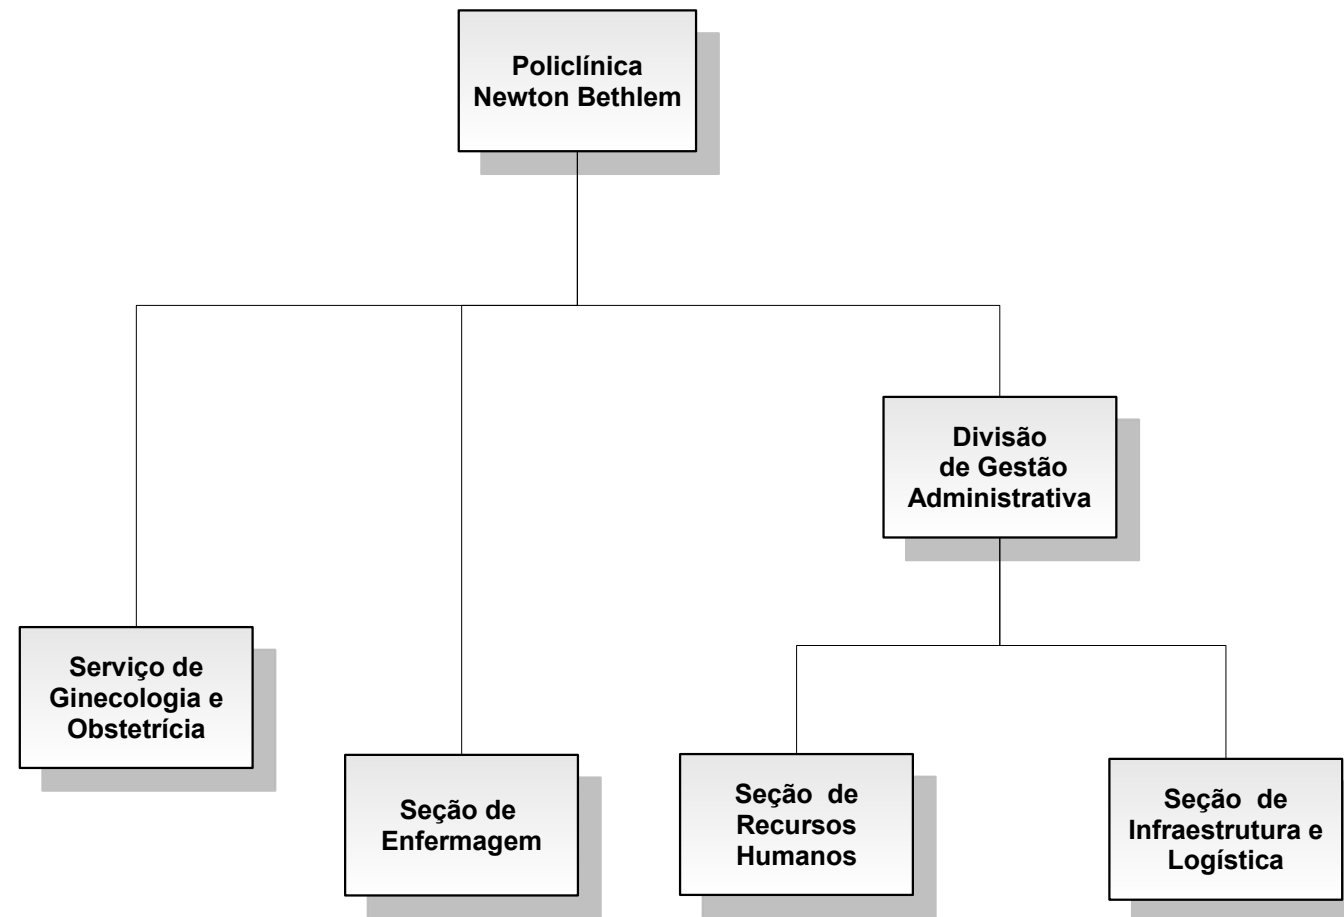 Policlínica
Newton Bethlem
Divisão
de Gestão
Administrativa
Serviço de
Ginecologia e
Obstetrícia
Seção de
Enfermagem
Seção de
Recursos
Humanos
Seção de
Infraestrutura e
Logística